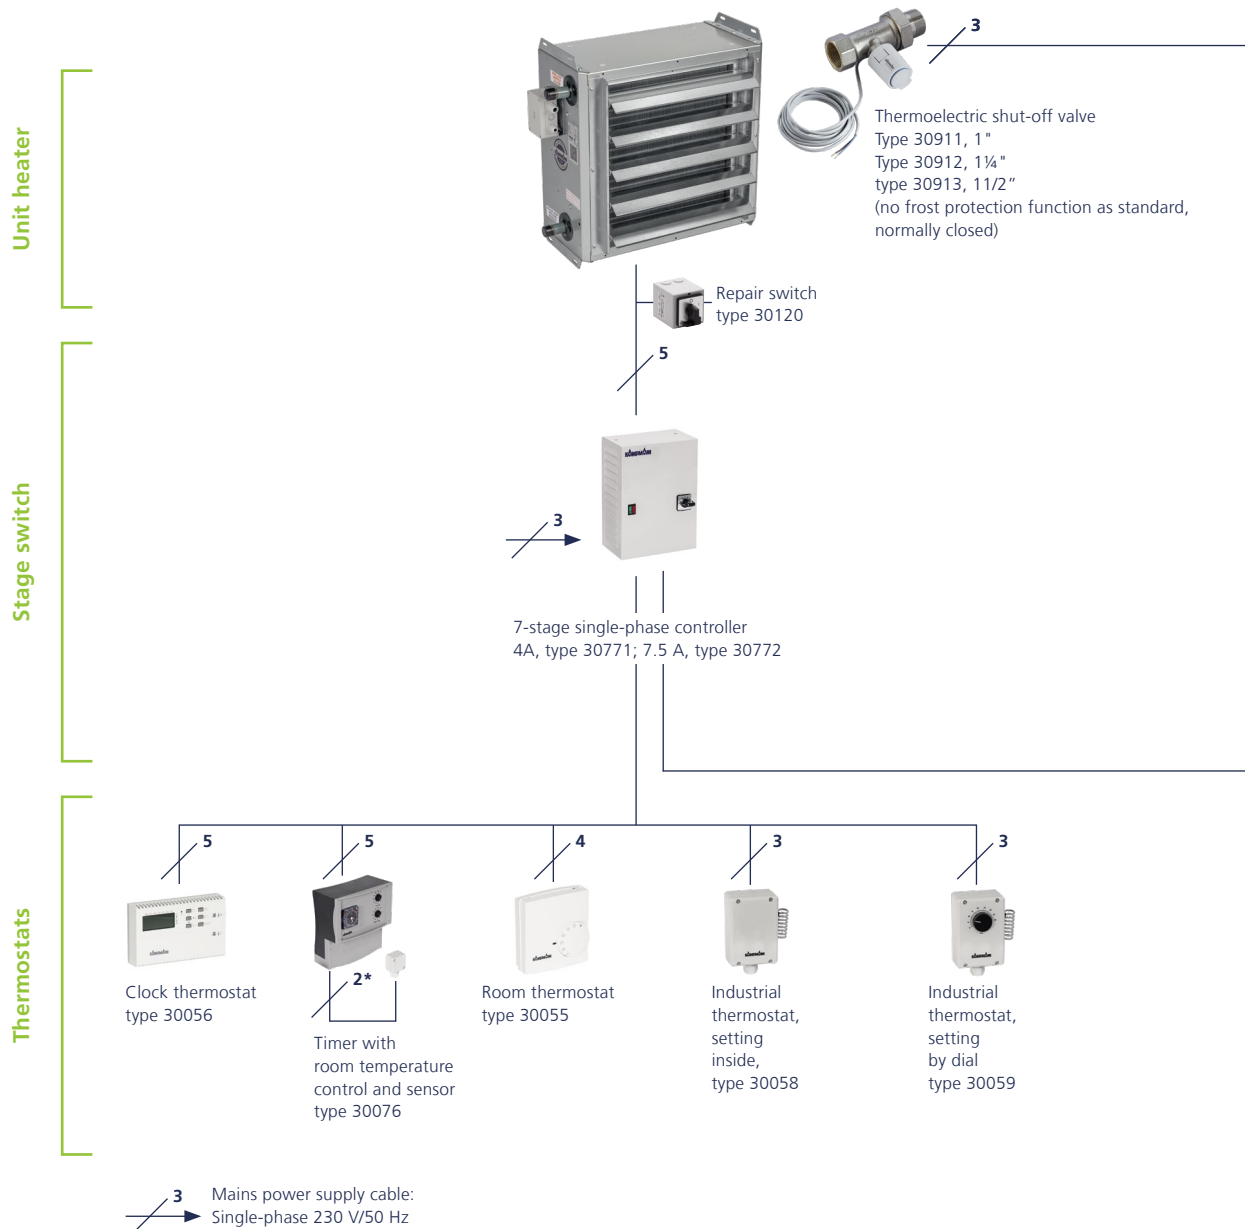 Unit heater
3
Thermoelectric shut-off valve
Type 30911, 1"
Type 30912, 1¼"
type 30913, 11/2”
(no frost protection function as standard,
normally closed)
Repair switch
type 30120
5
Stage switch
KAMPMANN
3
7-stage single-phase controller
4A, type 30771; 7.5 A, type 30772
Thermostats
5
5
4
3
3
KAMPMANN
KAMPMANN
KAMPMANN
2*
Clock thermostat
type 30056
Timer with
room temperature
control and sensor
type 30076
Room thermostat
type 30055
Industrial
thermostat,
setting
inside,
type 30058
Industrial
thermostat,
setting
by dial
type 30059
3
Mains power supply cable:
Single-phase 230 V/50 Hz